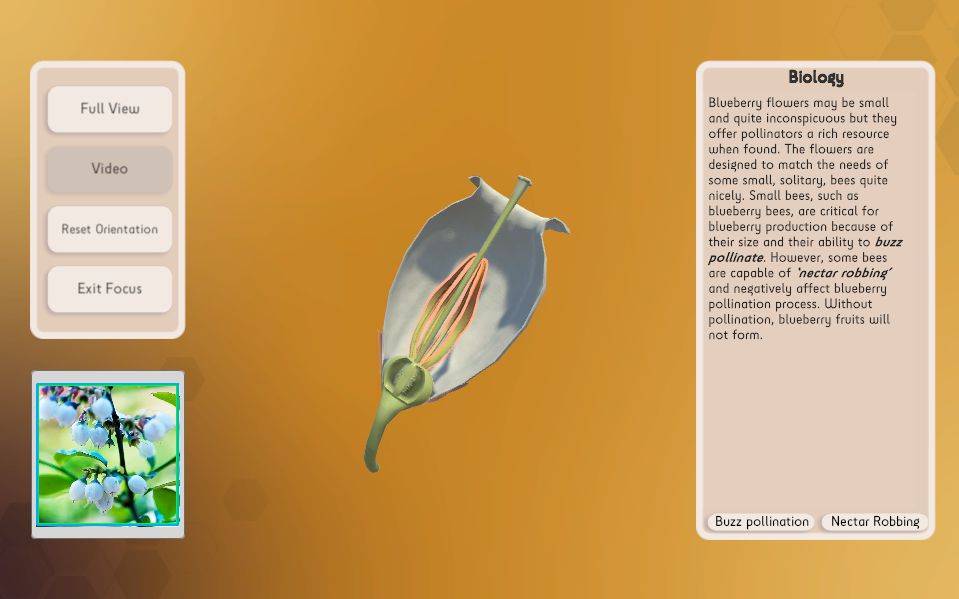 Full View
Video
Reset Orientation
Exit Focus
Biology
Blueberry flowers may be small
and quite inconspicuous but they
offer pollinators a rich resource
when found. The flowers are
designed to match the needs of
some small, solitary, bees quite
nicely. Small bees, such as
blueberry bees, are critical for
blueberry production because of
their size and their ability to buzz
pollinate. However, some bees
are capable of 'nectar robbing'
and negatively affect blueberry
pollination process. Without
pollination, blueberry fruits will
not form.
Buzz pollination
Nectar Robbing